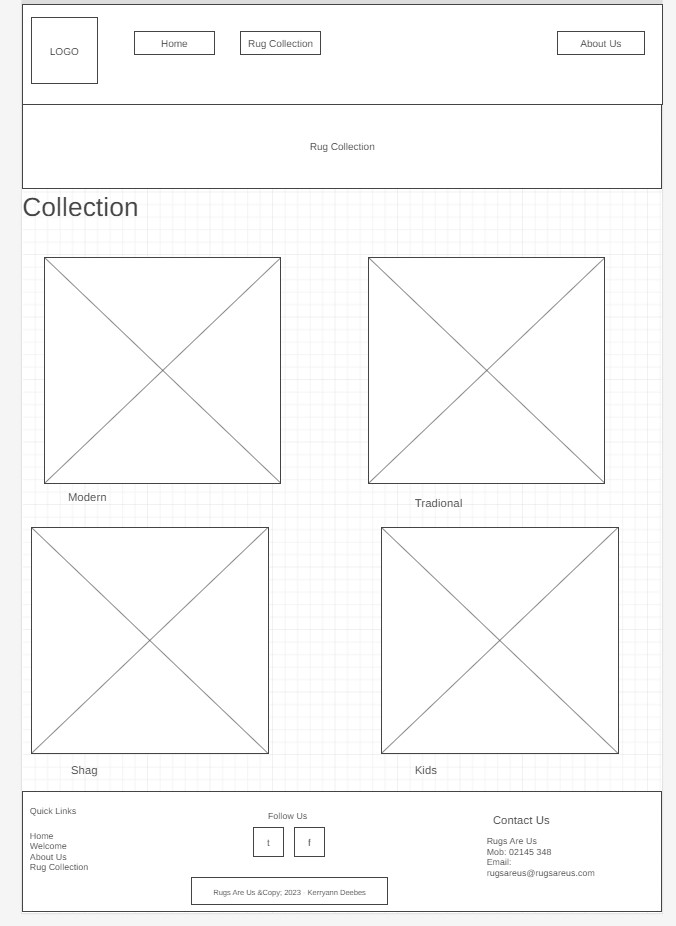 LOGO
Home
Rug Collection
About Us
Rug Collection
Collection
Modern
Tradional
Shag
Kids
Quick Links
Home
Welcome
About Us
Rug Collection
Follow Us
t
f
Rugs Are Us &Copy; 2023 · Kerryann Deebes
Contact Us
Rugs Are Us
Mob: 02145 348
Email:
rugsareus@rugsareus.com